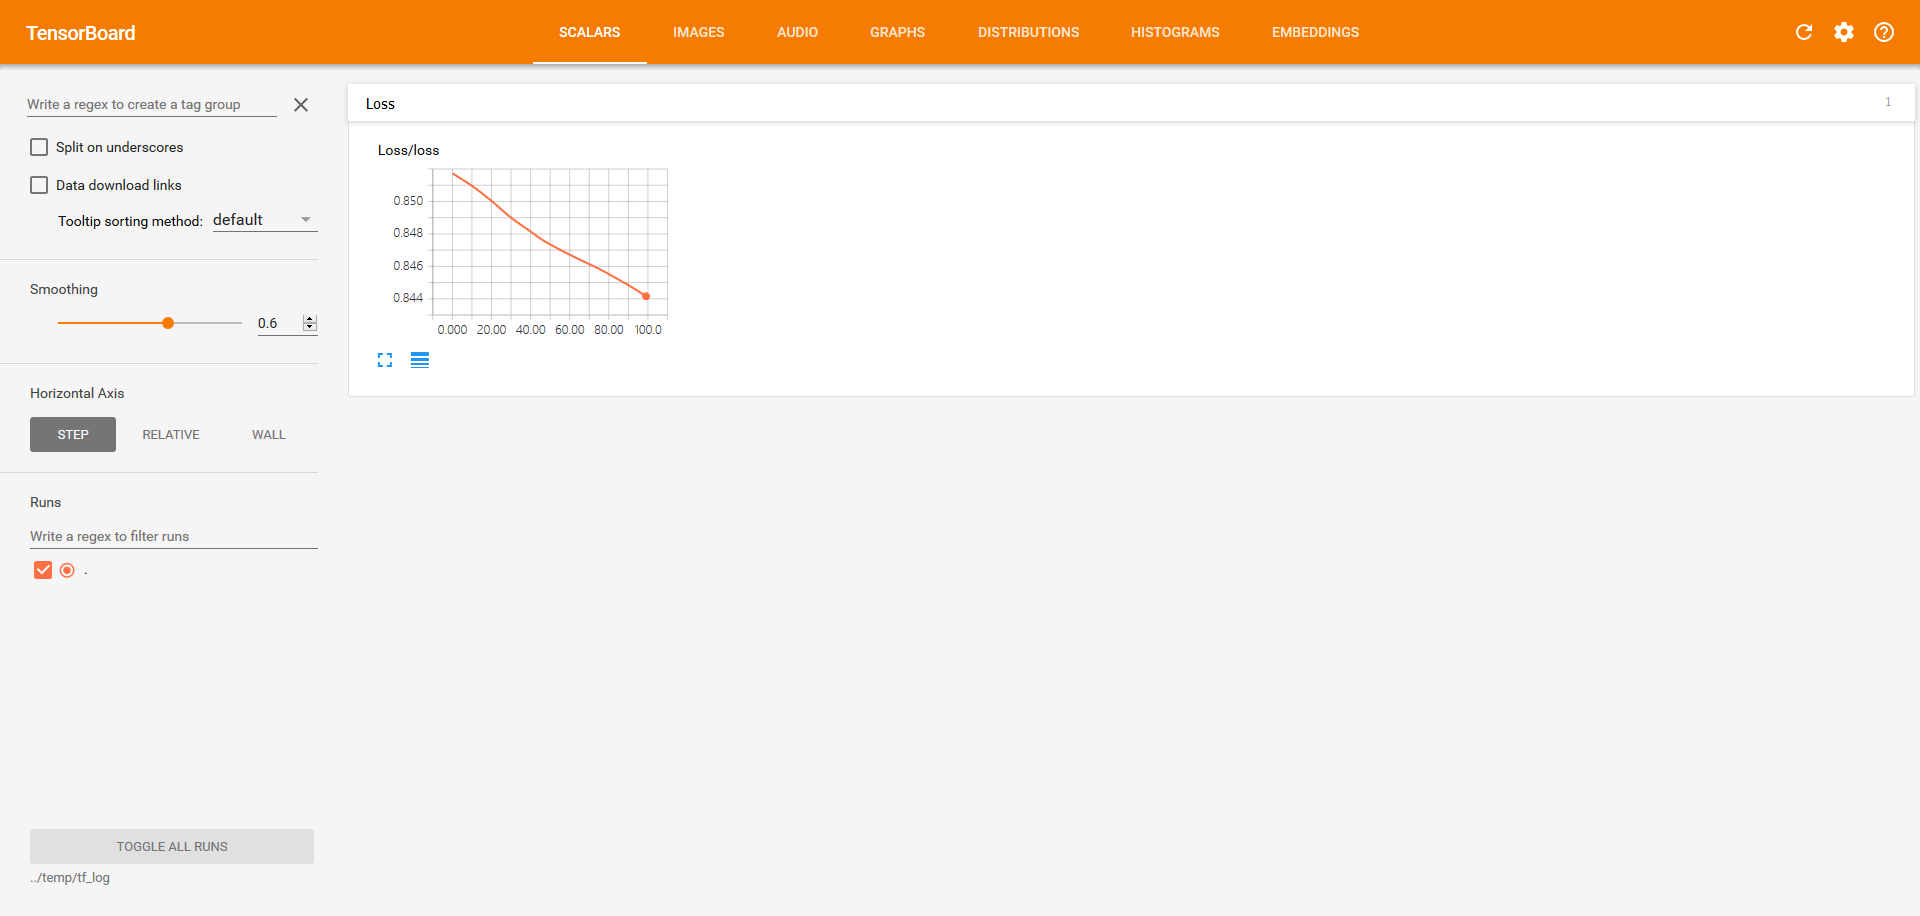 TensorBoard
SCALARS IMAGES AUDIO GRAPHS DISTRIBUTIONS HISTOGRAMS EMBEDDINGS
Write a regex to create a tag group
Split on underscores
Data download links
Tooltip sorting method: default
Smoothing
0.6
Horizontal Axis
STEP RELATIVE WALL
Runs
Write a regex to filter runs
.
TOGGLE ALL RUNS
../temp/tf_log
Loss 1
Loss/loss
0.850
0.848
0.846
0.844
0.000 20.00 40.00 60.00 80.00 100.0